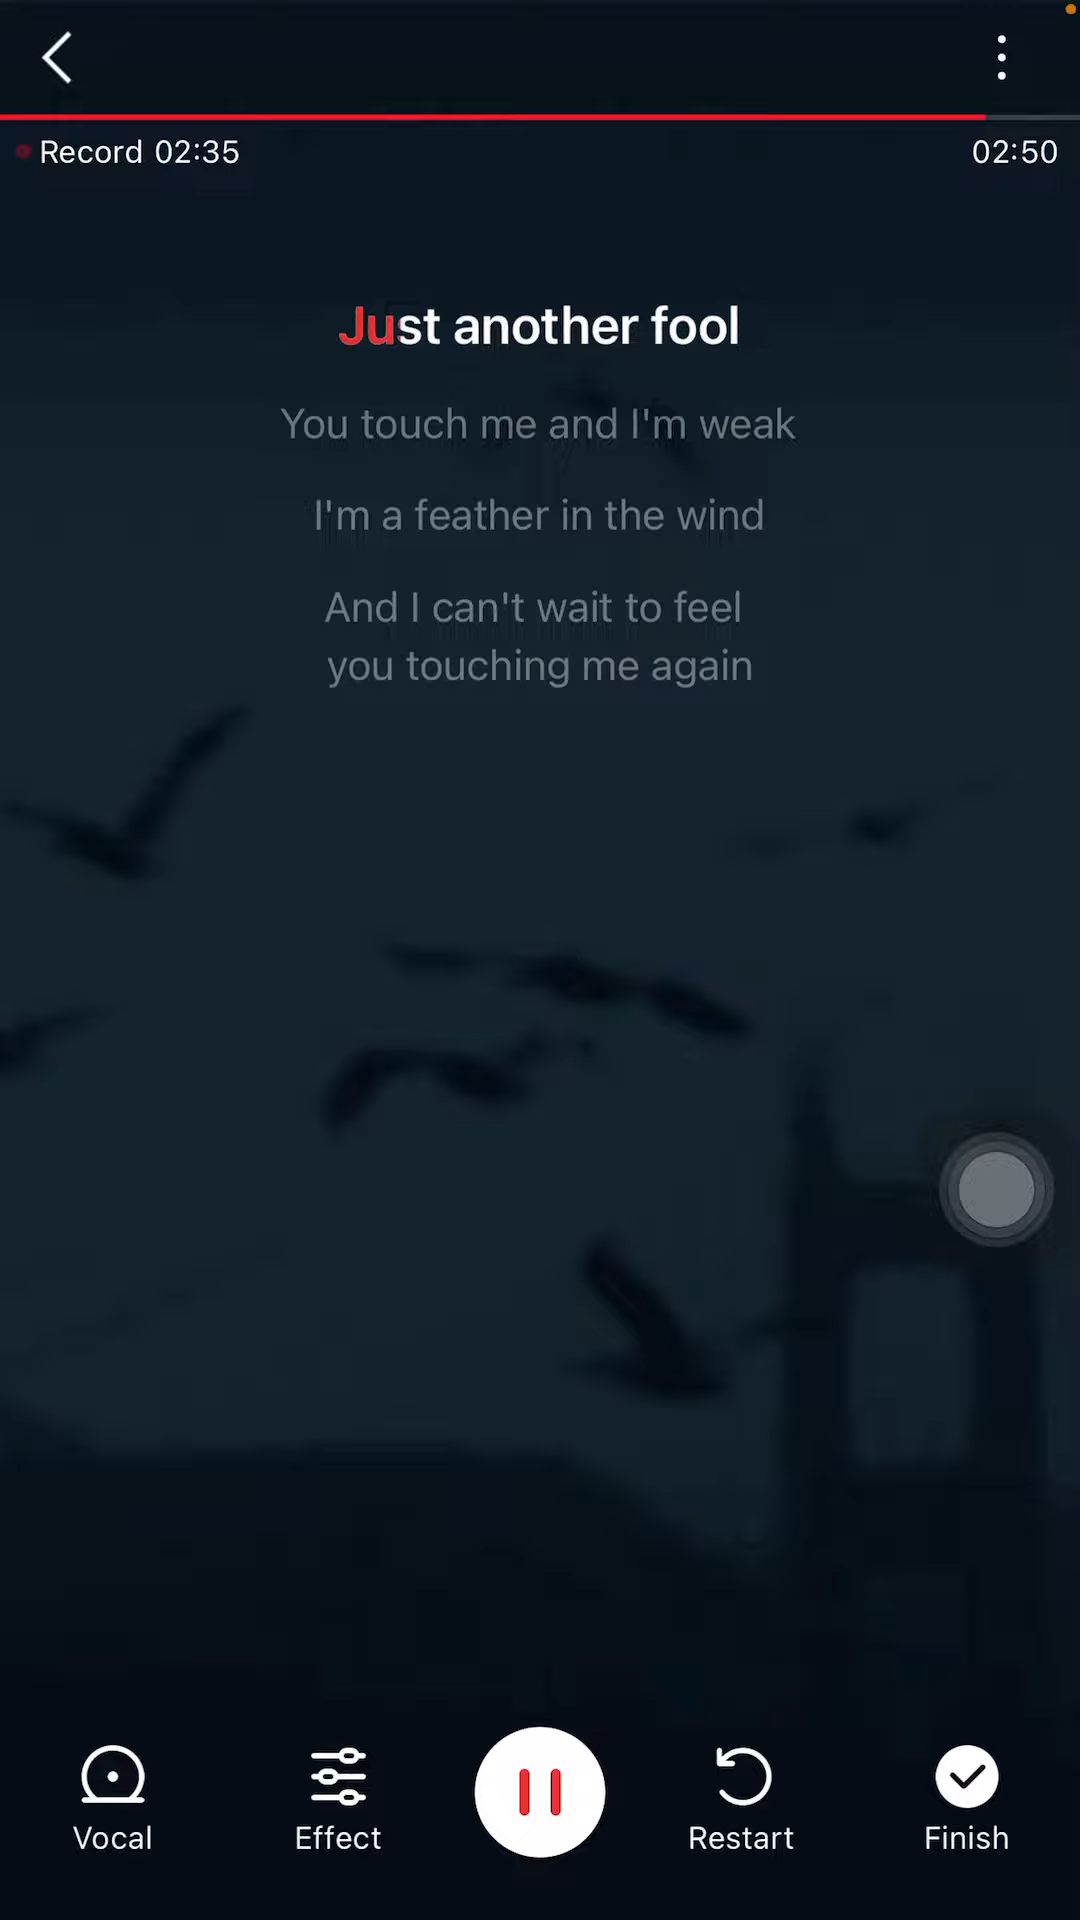 Record 02:35
02:50
Just another fool
You touch me and I'm weak
I'm a feather in the wind
And I can't wait to feel
you touching me again
Vocal
Effect
Restart
Finish